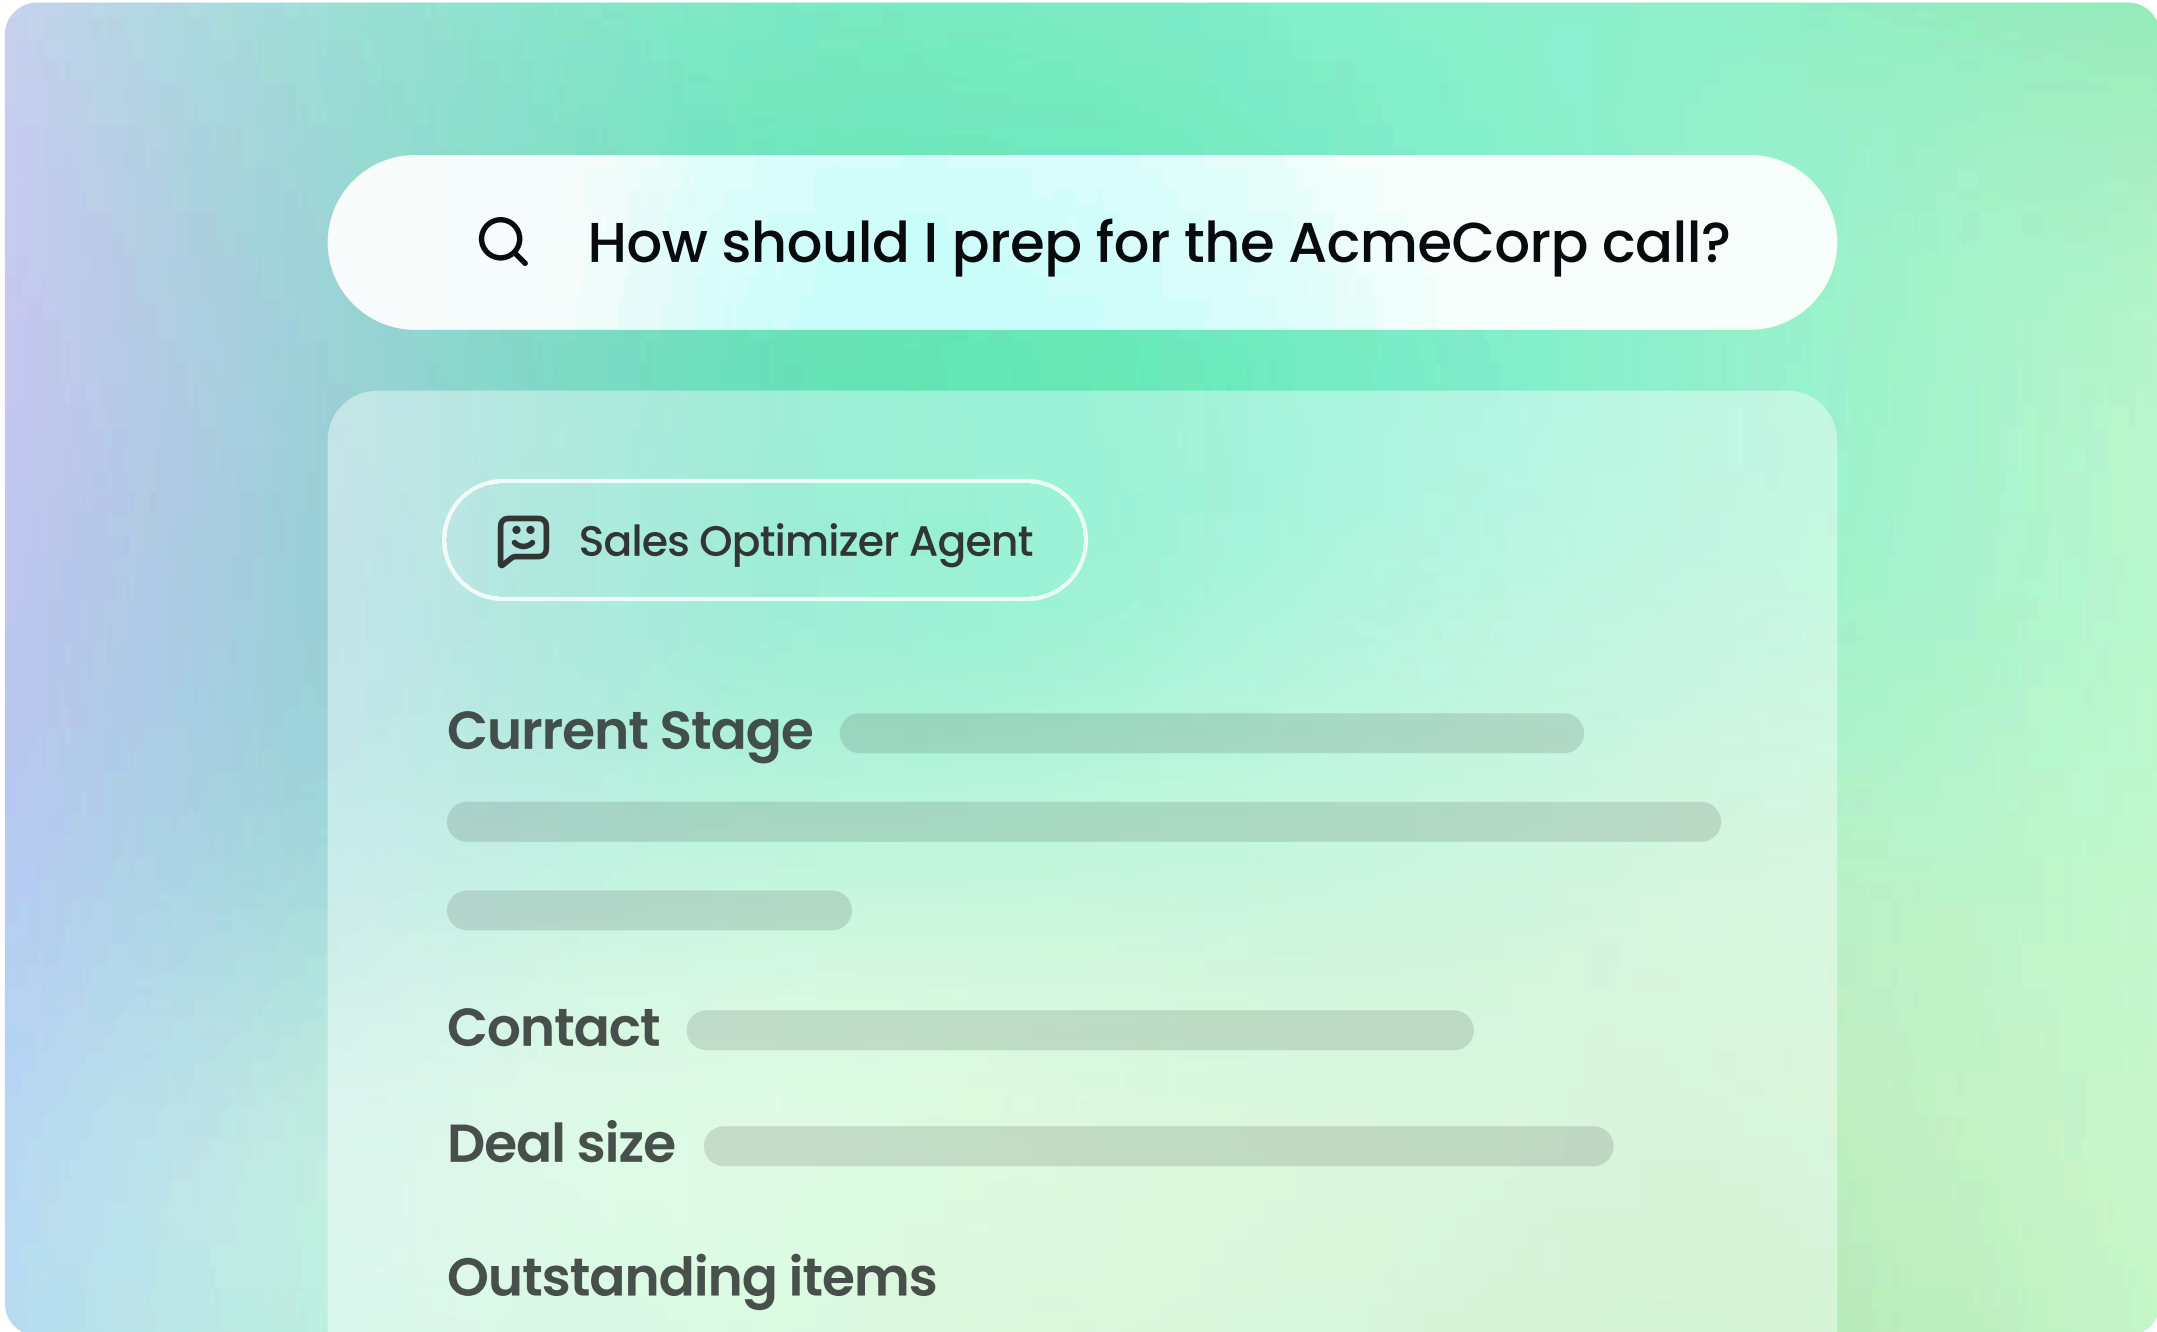 How should I prep for the AcmeCorp call?
Sales Optimizer Agent
Current Stage
Contact
Deal size
Outstanding items